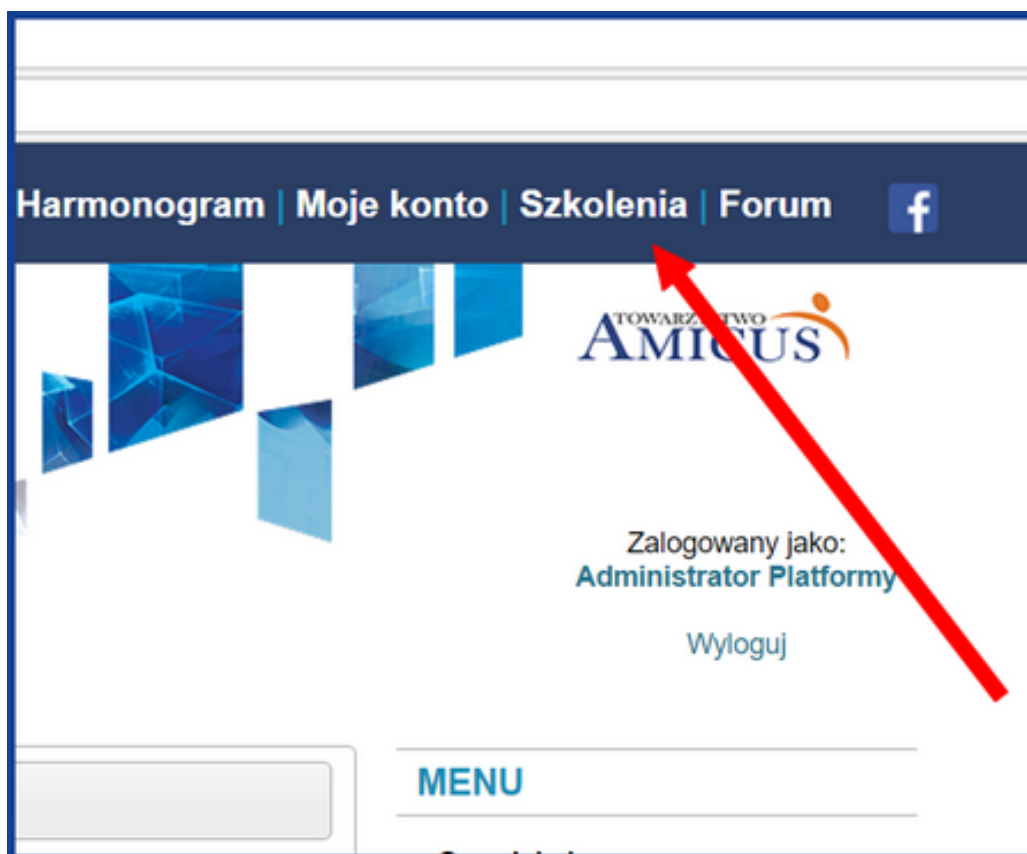 Harmonogram | Moje konto | Szkolenia | Forum f
TOWARZYSTWO
AMICUS
Zalogowany jako:
Administrator Platformy
Wyloguj
MENU